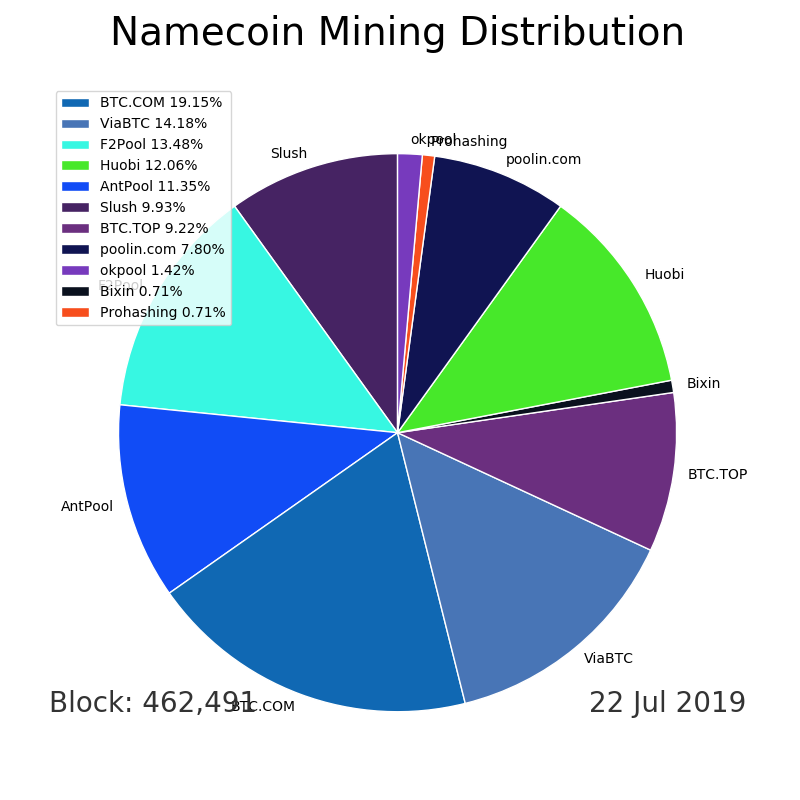 Namecoin Mining Distribution
BTC.COM 19.15%
ViaBTC 14.18%
F2Pool 13.48%
Huobi 12.06%
AntPool 11.35%
Slush 9.93%
BTC.TOP 9.22%
poolin.com 7.80%
okpool 1.42%
Bixin 0.71%
Prohashing 0.71%
okpool
Prohashing
Slush
poolin.com
Huobi
F2Pool
Bixin
BTC.TOP
AntPool
ViaBTC
BTC.COM
Block: 462,491
22 Jul 2019